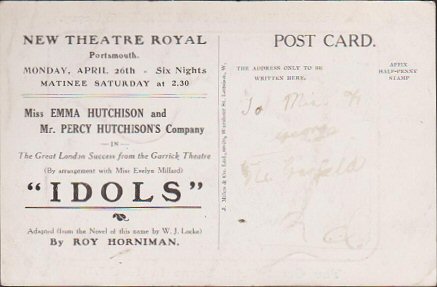 NEW THEATRE ROYAL
Portsmouth.
MONDAY, APRIL 26th - Six Nights
MATINEE SATURDAY at 2.30
Miss EMMA HUTCHISON and
Mr. PERCY HUTCHISON'S Company
— IN —
The Great London Success from the Garrick Theatre
(By arrangement with Miss Evelyn Millard)
"IDOLS"
Adapted (from the Novel of this name by W. J. Locke)
By ROY HORNIMAN.
POST CARD.
THE ADDRESS ONLY TO BE
WRITTEN HERE.
AFFIX
HALF-PENNY
STAMP
To